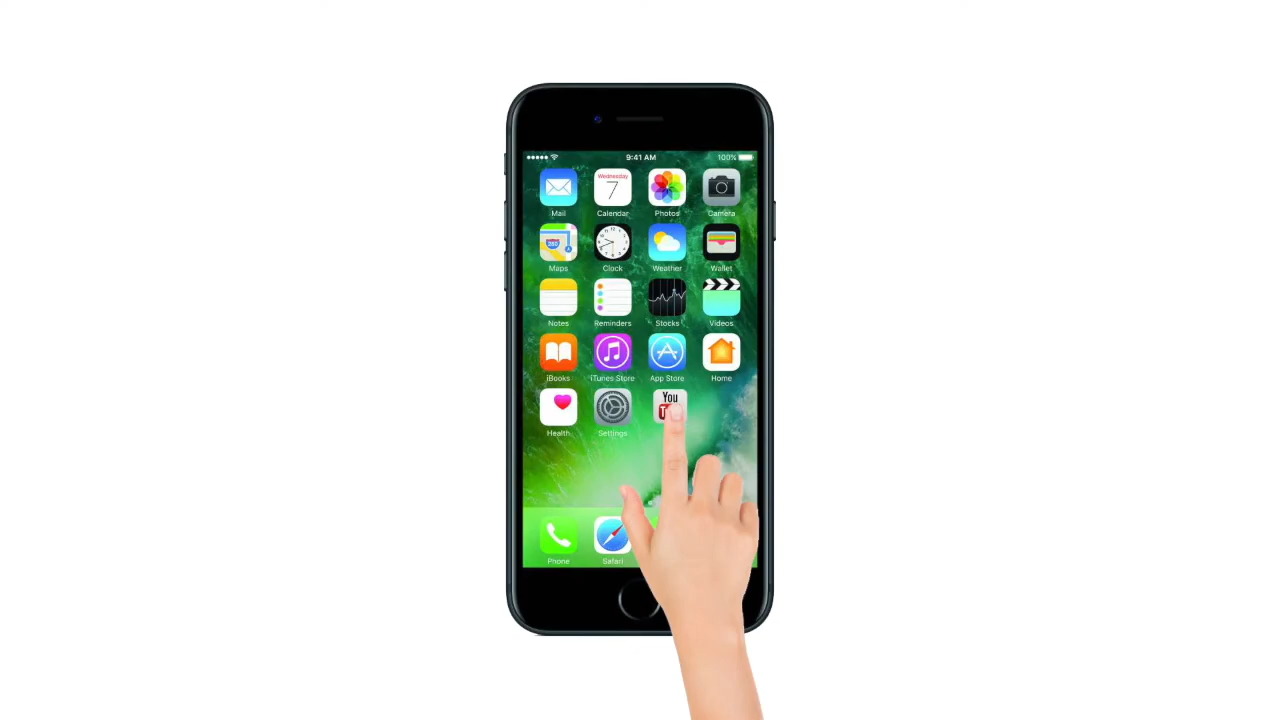 9:41 AM 100%
Wednesday
7
Mail Calendar Photos Camera
280
Maps Clock Weather Wallet
Notes Reminders Stocks Videos
iBooks iTunes Store App Store Home
You
Health Settings
Phone Safari